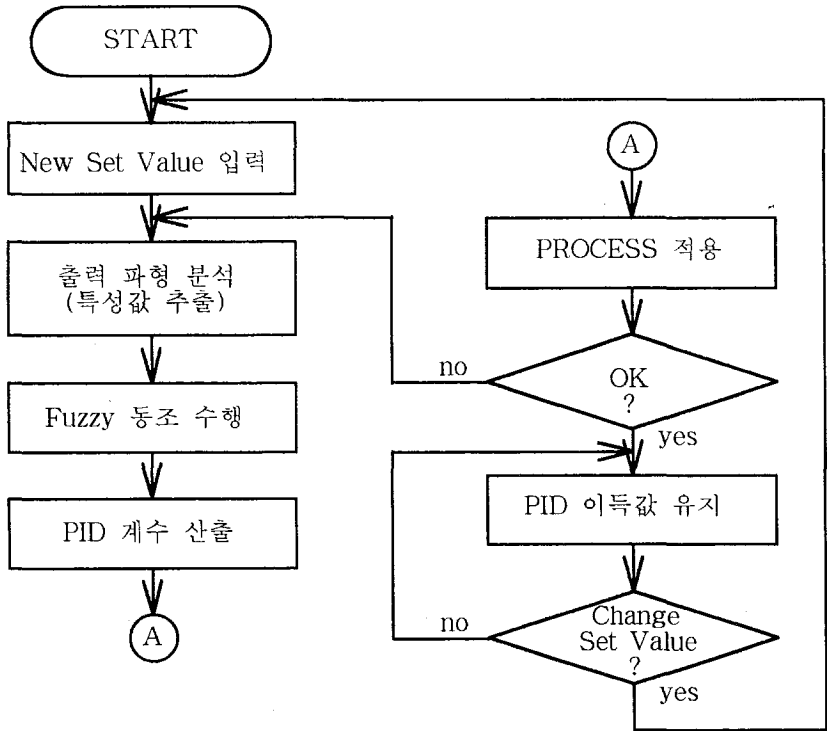 START
New Set Value 입력
출력 파형 분석
(특성값 추출)
Fuzzy 동조 수행
PID 계수 산출
A
A
PROCESS 적용
OK
?
no
yes
PID 이득값 유지
Change
Set Value
?
no
yes